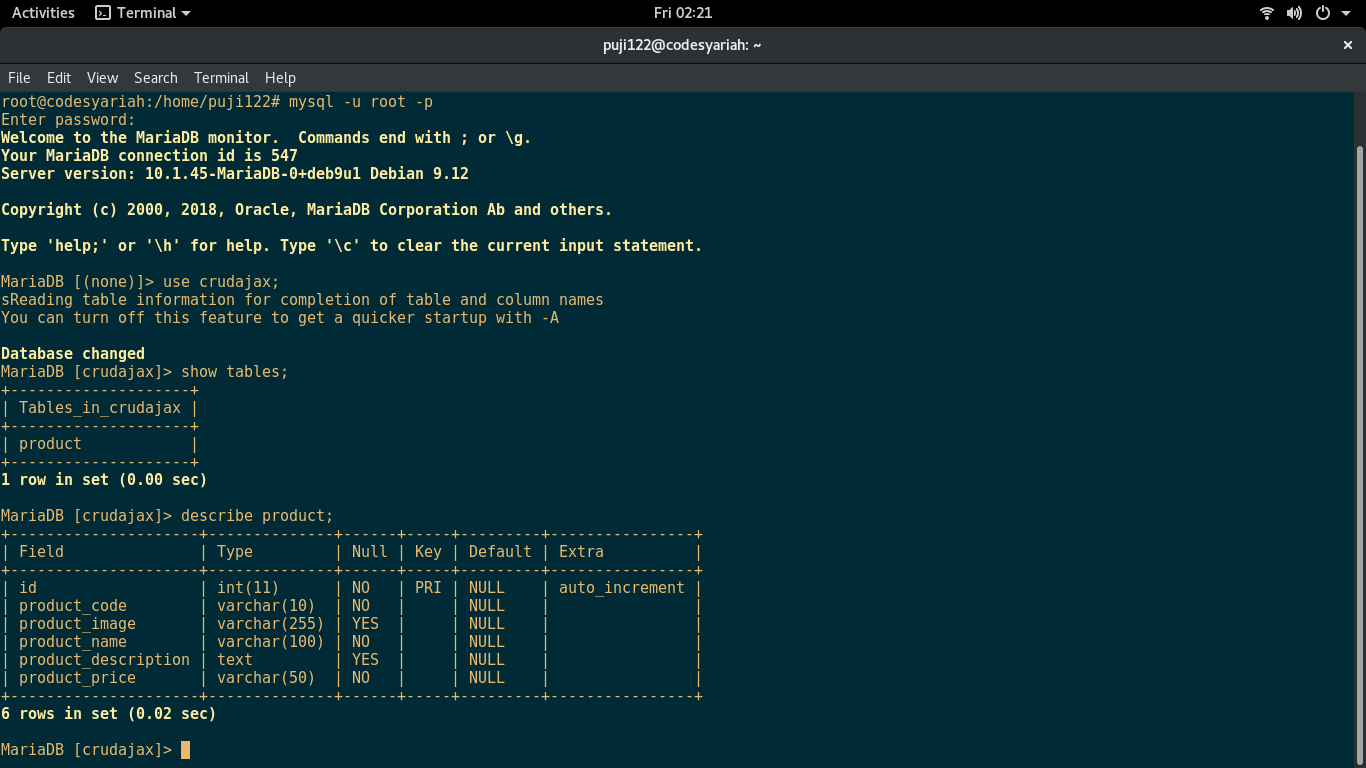 Activities Terminal Fri 02:21
puji122@codesyariah: ~ ×
File Edit View Search Terminal Help
root@codesyariah:/home/puji122# mysql -u root -p
Enter password:
Welcome to the MariaDB monitor.  Commands end with ; or \g.
Your MariaDB connection id is 547
Server version: 10.1.45-MariaDB-0+deb9u1 Debian 9.12

Copyright (c) 2000, 2018, Oracle, MariaDB Corporation Ab and others.

Type 'help;' or '\h' for help. Type '\c' to clear the current input statement.

MariaDB [(none)]> use crudajax;
sReading table information for completion of table and column names
You can turn off this feature to get a quicker startup with -A

Database changed
MariaDB [crudajax]> show tables;
+--------------------+
| Tables_in_crudajax |
+--------------------+
| product            |
+--------------------+
1 row in set (0.00 sec)

MariaDB [crudajax]> describe product;
+---------------------+--------------+------+-----+---------+----------------+
| Field               | Type         | Null | Key | Default | Extra          |
+---------------------+--------------+------+-----+---------+----------------+
| id                  | int(11)      | NO   | PRI | NULL    | auto_increment |
| product_code        | varchar(10)  | NO   |     | NULL    |                |
| product_image       | varchar(255) | YES  |     | NULL    |                |
| product_name        | varchar(100) | NO   |     | NULL    |                |
| product_description | text         | YES  |     | NULL    |                |
| product_price       | varchar(50)  | NO   |     | NULL    |                |
+---------------------+--------------+------+-----+---------+----------------+
6 rows in set (0.02 sec)

MariaDB [crudajax]>